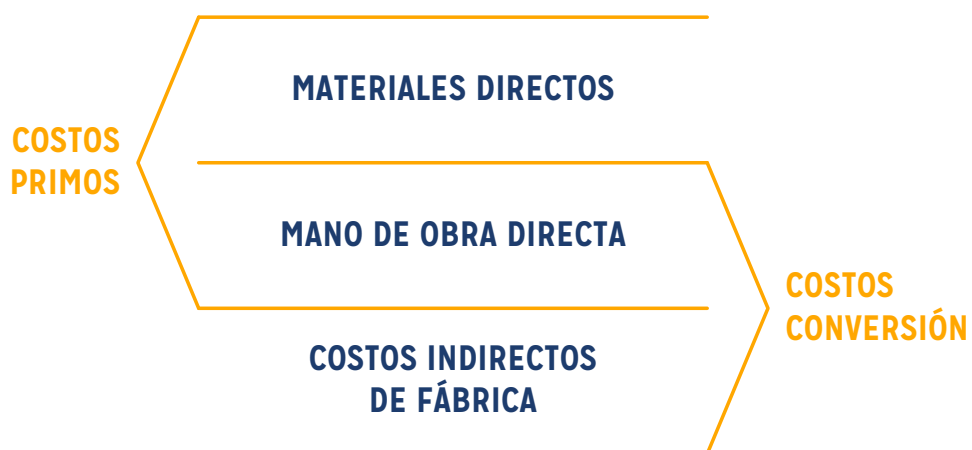 MATERIALES DIRECTOS
COSTOS
PRIMOS
MANO DE OBRA DIRECTA
COSTOS
CONVERSIÓN
COSTOS INDIRECTOS
DE FÁBRICA